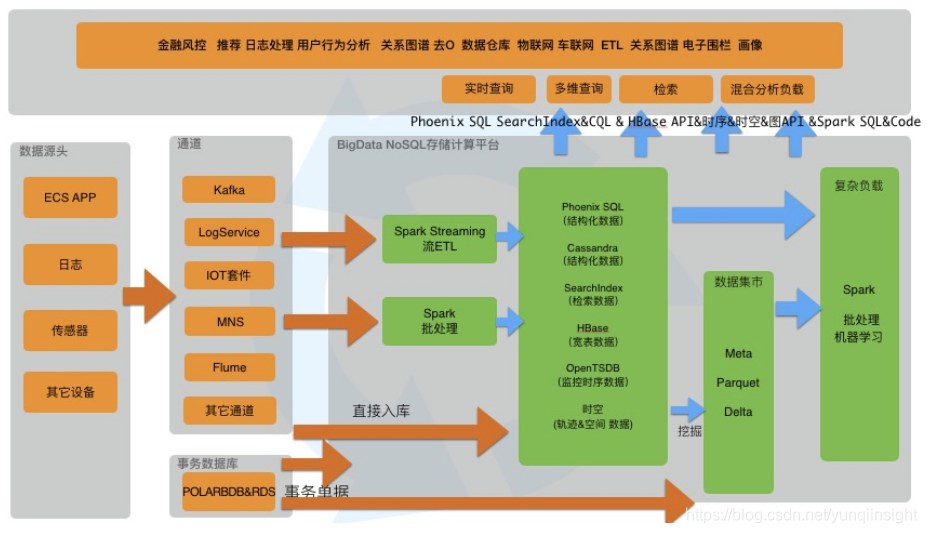 金融风控 推荐 日志处理 用户行为分析 关系图谱 去O 数据仓库 物联网 车联网 ETL 关系图谱 电子围栏 画像
实时查询
多维查询
检索
混合分析负载
Phoenix SQL SearchIndex&CQL & HBase API&时序&时空&图API &Spark SQL&Code
数据源头
ECS APP
日志
传感器
其它设备
通道
Kafka
LogService
IOT套件
MNS
Flume
其它通道
事务数据库
POLARBDB&RDS
BigData NoSQL存储计算平台
Spark Streaming
流ETL
Spark
批处理
直接入库
事务单据
Phoenix SQL
(结构化数据)
Cassandra
(结构化数据)
SearchIndex
(检索数据)
HBase
(宽表数据)
OpenTSDB
(监控时序数据)
时空
(轨迹&空间 数据)
挖掘
数据集市
Meta
Parquet
Delta
复杂负载
Spark
批处理
机器学习
https://blog.csdn.net/yunqiinsight